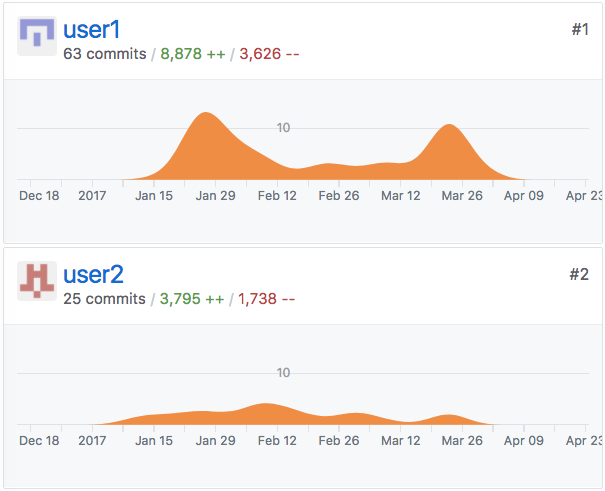 user1
#1
63 commits / 8,878 ++ / 3,626 --
10
Dec 18 2017 Jan 15 Jan 29 Feb 12 Feb 26 Mar 12 Mar 26 Apr 09 Apr 23
user2
#2
25 commits / 3,795 ++ / 1,738 --
10
Dec 18 2017 Jan 15 Jan 29 Feb 12 Feb 26 Mar 12 Mar 26 Apr 09 Apr 23